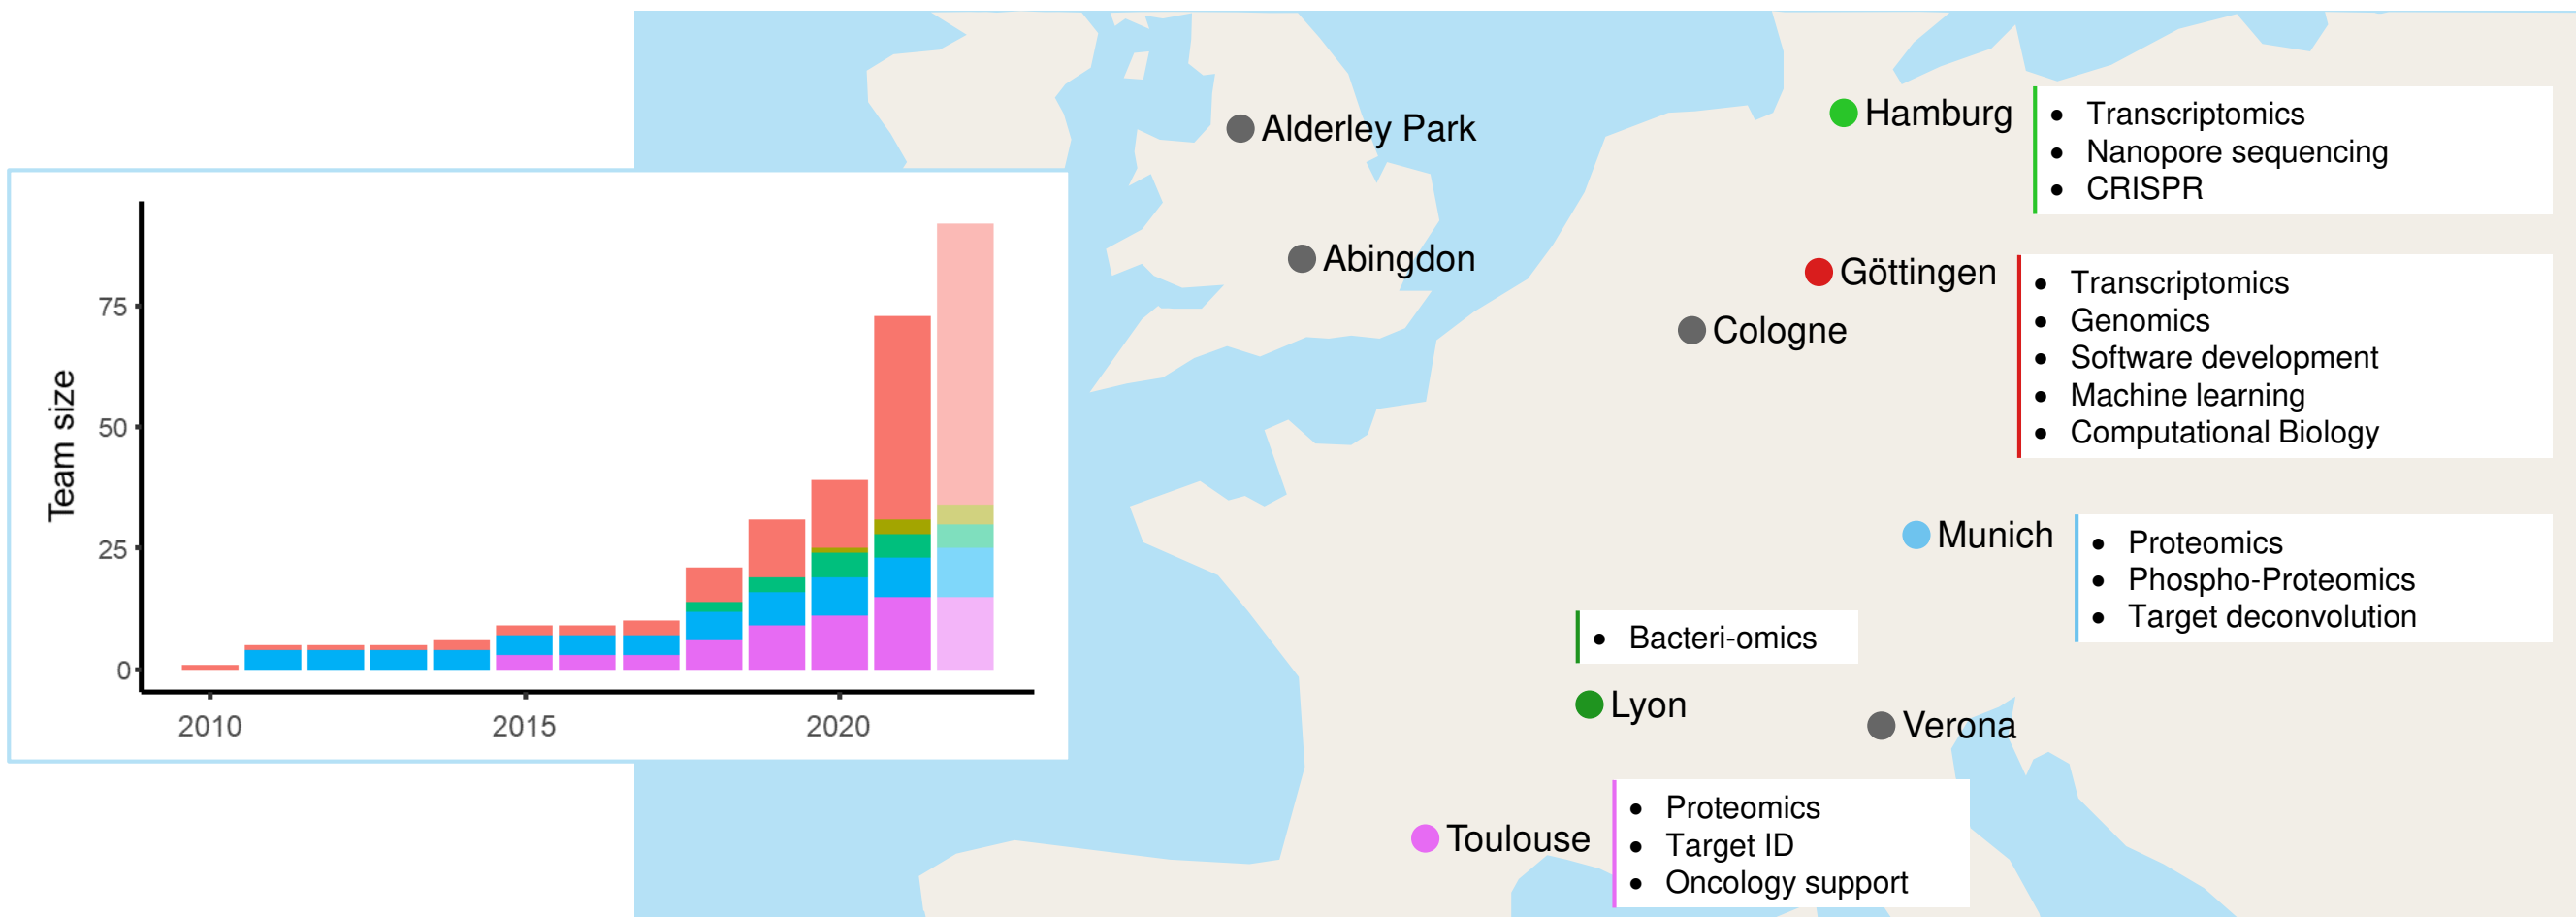 Team size
75
50
25
0
2010
2015
2020
Alderley Park
Abingdon
Hamburg
• Transcriptomics
• Nanopore sequencing
• CRISPR
Göttingen
• Transcriptomics
• Genomics
• Software development
• Machine learning
• Computational Biology
Cologne
Munich
• Proteomics
• Phospho-Proteomics
• Target deconvolution
• Bacteri-omics
Lyon
Verona
Toulouse
• Proteomics
• Target ID
• Oncology support